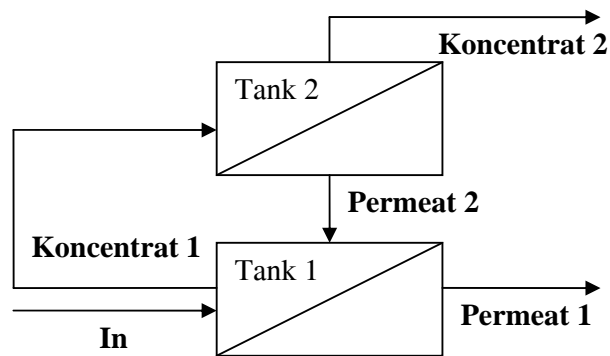 Koncentrat 2
Tank 2
Permeat 2
Koncentrat 1
Tank 1
Permeat 1
In